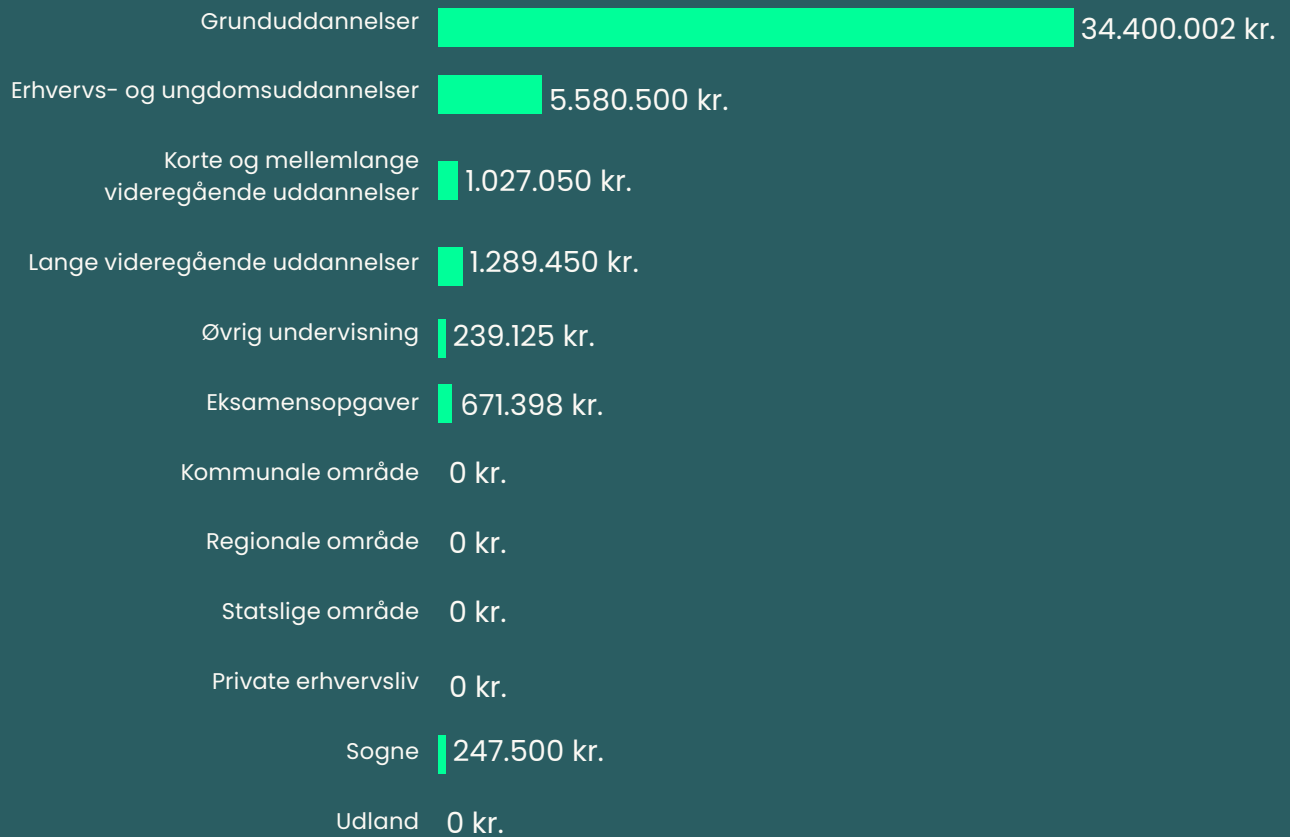 Grunduddannelser 34.400.002 kr.
Erhvervs- og ungdomsuddannelser 5.580.500 kr.
Korte og mellemlange
videregående uddannelser 1.027.050 kr.
Lange videregående uddannelser 1.289.450 kr.
Øvrig undervisning 239.125 kr.
Eksamensopgaver 671.398 kr.
Kommunale område 0 kr.
Regionale område 0 kr.
Statslige område 0 kr.
Private erhvervsliv 0 kr.
Sogne 247.500 kr.
Udland 0 kr.